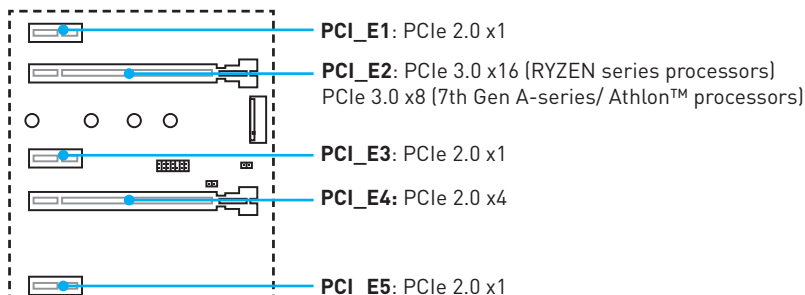 PCI_E1: PCIe 2.0 x1
PCI_E2: PCIe 3.0 x16 (RYZEN series processors)
PCIe 3.0 x8 (7th Gen A-series/ Athlon™ processors)
PCI_E3: PCIe 2.0 x1
PCI_E4: PCIe 2.0 x4
PCI_E5: PCIe 2.0 x1